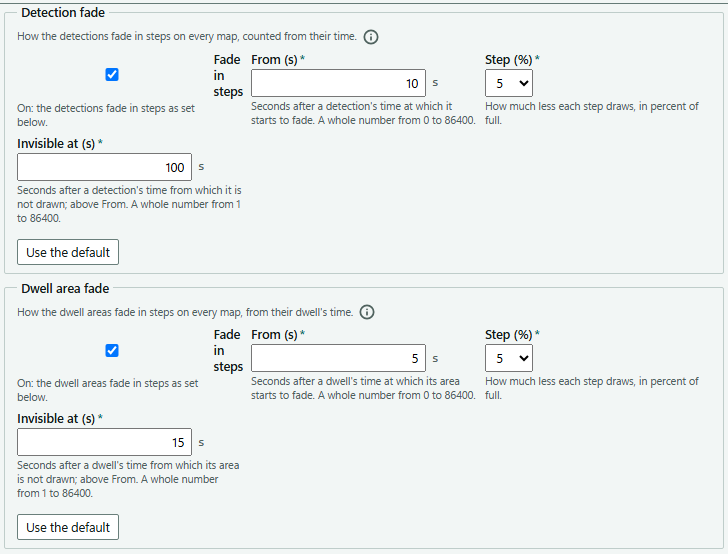 Detection fade
How the detections fade in steps on every map, counted from their time.
Fade in steps
On: the detections fade in steps as set
below.
From (s) *
10 s
Seconds after a detection's time at which it
starts to fade. A whole number from 0 to 86400.
Step (%) *
5
How much less each step draws, in percent of
full.
Invisible at (s) *
100 s
Seconds after a detection's time from which it is
not drawn; above From. A whole number from 1
to 86400.
Use the default
Dwell area fade
How the dwell areas fade in steps on every map, from their dwell's time.
Fade in steps
On: the dwell areas fade in steps as set
below.
From (s) *
5 s
Seconds after a dwell's time at which its area
starts to fade. A whole number from 0 to 86400.
Step (%) *
5
How much less each step draws, in percent of
full.
Invisible at (s) *
15 s
Seconds after a dwell's time from which its area
is not drawn; above From. A whole number
from 1 to 86400.
Use the default